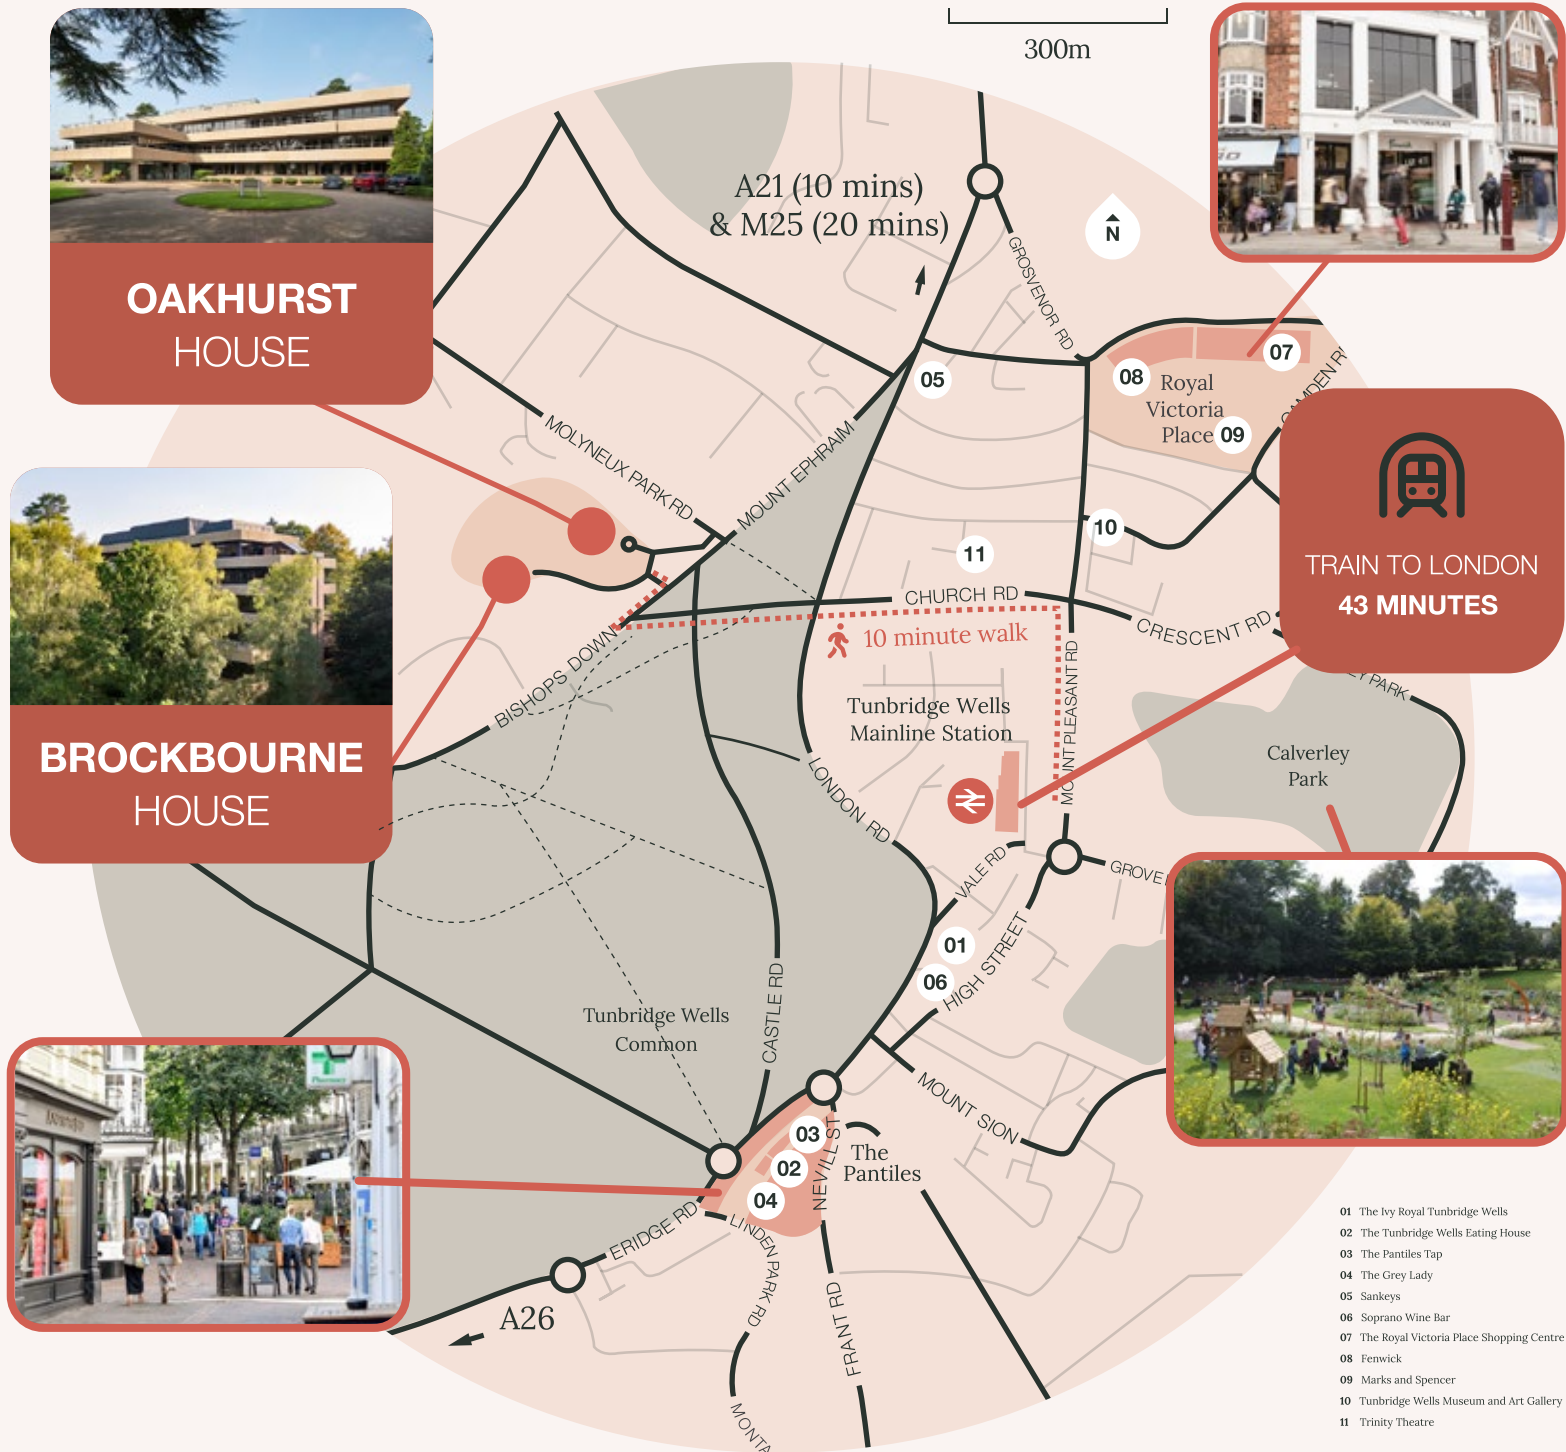 300m
OAKHURST
HOUSE
BROCKBOURNE
HOUSE
A21 (10 mins)
& M25 (20 mins)
N
GROSVENOR RD
07
05
08
Royal
Victoria
Place
09
MOLYNEUX PARK RD
MOUNT EPHRAIM
10
11
TRAIN TO LONDON
43 MINUTES
CHURCH RD
CRESCENT RD
10 minute walk
BISHOPS DOWN
MOUNT PLEASANT RD
Tunbridge Wells
Mainline Station
PARK
Calverley
Park
LONDON RD
VALE RD
GROVE
01
06
HIGH STREET
Tunbridge Wells
Common
CASTLE RD
MOUNT SION
Pharmacy
03
02
04
NEVILL ST
The
Pantiles
ERIDGE RD
LINDEN PARK RD
FRANT RD
A26
01 The Ivy Royal Tunbridge Wells
02 The Tunbridge Wells Eating House
03 The Pantiles Tap
04 The Grey Lady
05 Sankeys
06 Soprano Wine Bar
07 The Royal Victoria Place Shopping Centre
08 Fenwick
09 Marks and Spencer
10 Tunbridge Wells Museum and Art Gallery
11 Trinity Theatre